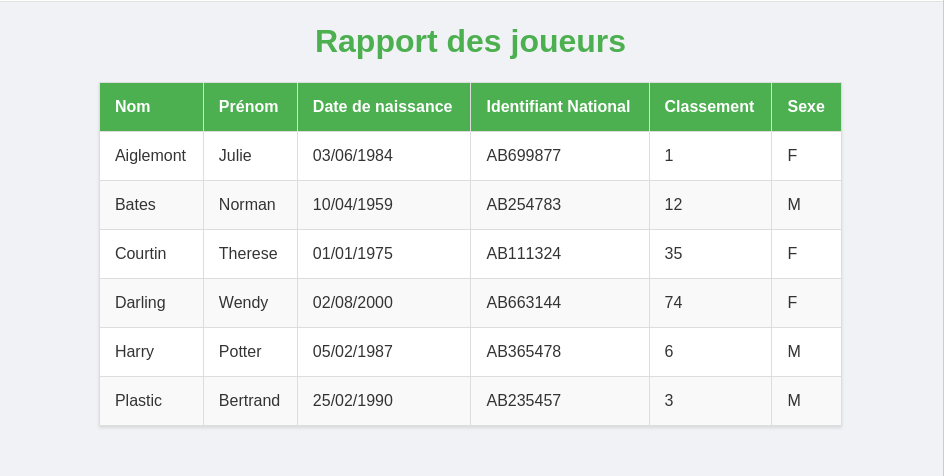 Rapport des joueurs
Nom Prénom Date de naissance Identifiant National Classement Sexe
Aiglemont Julie 03/06/1984 AB699877 1 F
Bates Norman 10/04/1959 AB254783 12 M
Courtin Therese 01/01/1975 AB111324 35 F
Darling Wendy 02/08/2000 AB663144 74 F
Harry Potter 05/02/1987 AB365478 6 M
Plastic Bertrand 25/02/1990 AB235457 3 M